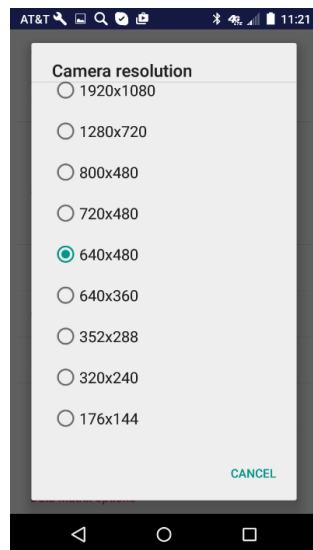 AT&T 11:21
Camera resolution
1920x1080
1280x720
800x480
720x480
640x480
640x360
352x288
320x240
176x144
CANCEL